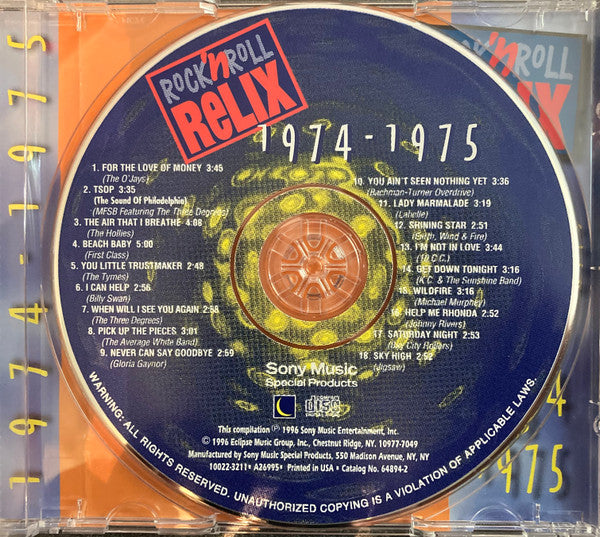 1974-1975
ROCK 'n ROLL
RELIX
'n ROLL
IX
1974-1975
1. FOR THE LOVE OF MONEY 3:45
(The O'Jays)
2. TSOP 3:35
(The Sound Of Philadelphia)
(MFSB Featuring The Three Degrees)
3. THE AIR THAT I BREATHE 4:08
(The Hollies)
4. BEACH BABY 5:00
(First Class)
5. YOU LITTLE TRUSTMAKER 2:48
(The Tymes)
6. I CAN HELP 2:56
(Billy Swan)
7. WHEN WILL I SEE YOU AGAIN 2:58
(The Three Degrees)
8. PICK UP THE PIECES 3:01
(The Average White Band)
9. NEVER CAN SAY GOODBYE 2:59
(Gloria Gaynor)
10. YOU AIN'T SEEN NOTHING YET 3:36
(Bachman-Turner Overdrive)
11. LADY MARMALADE 3:19
(Labelle)
12. SHINING STAR 2:51
(Earth, Wind & Fire)
13. I'M NOT IN LOVE 3:44
(10 C.C.)
14. GET DOWN TONIGHT 3:16
(K.C. & The Sunshine Band)
15. WILDFIRE 3:16
(Michael Murphey)
16. HELP ME RHONDA 3:02
(Johnny Rivers)
17. SATURDAY NIGHT 2:53
(Bay City Rollers)
18. SKY HIGH 2:52
(Jigsaw)
Sony Music
Special Products
COMPACT
disc
DIGITAL AUDIO
This compilation ℗ 1996 Sony Music Entertainment, Inc.
© 1996 Eclipse Music Group, Inc., Chestnut Ridge, NY. 10977-7049
Manufactured by Sony Music Special Products, 550 Madison Avenue, NY, NY
10022-3211 • A26995 • Printed in USA • Catalog No. 64894-2
WARNING: ALL RIGHTS RESERVED. UNAUTHORIZED COPYING IS A VIOLATION OF APPLICABLE LAWS.
4
975